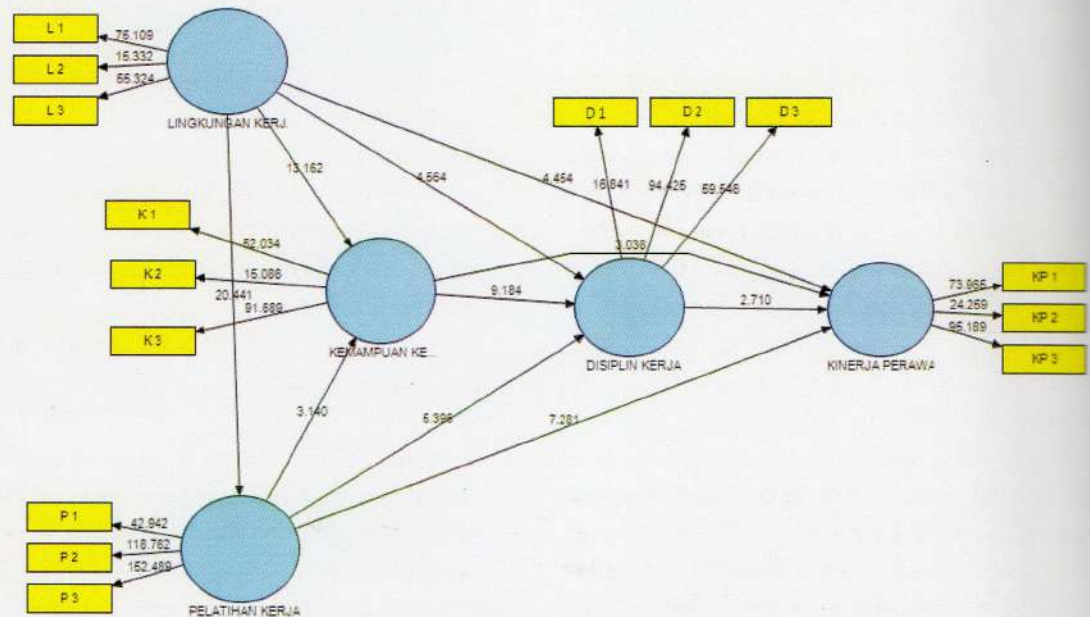 L 1
75.109
L 2
15.332
L 3
55.324
LINGKUNGAN KERJ.
D 1
D 2
D 3
13.162
4.564
4.454
16.841
94.425
59.546
K 1
52.034
K 2
15.086
K 3
91.889
20.441
KEMAMPUAN KE...
3.038
9.184
DISIPLIN KERJA
2.710
KINERJA PERAWA
KP 1
73.965
KP 2
24.269
KP 3
95.189
3.140
5.396
7.281
P 1
42.942
P 2
118.762
P 3
152.489
PELATIHAN KERJA